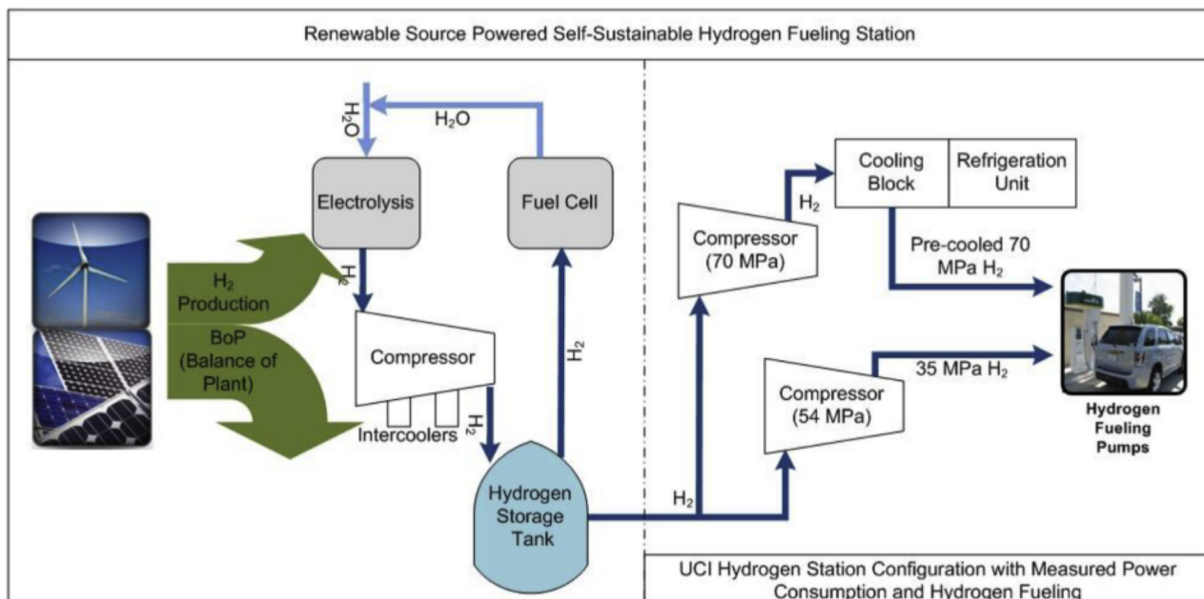 Renewable Source Powered Self-Sustainable Hydrogen Fueling Station
H₂O
H₂O
Electrolysis
Fuel Cell
H₂
Production
BoP
(Balance of
Plant)
H₂
Compressor
Intercoolers
H₂
H₂
Hydrogen
Storage
Tank
H₂
Compressor
(70 MPa)
H₂
Cooling
Block
Refrigeration
Unit
Pre-cooled 70
MPa H₂
Compressor
(54 MPa)
35 MPa H₂
Hydrogen
Fueling
Pumps
UCI Hydrogen Station Configuration with Measured Power
Consumption and Hydrogen Fueling